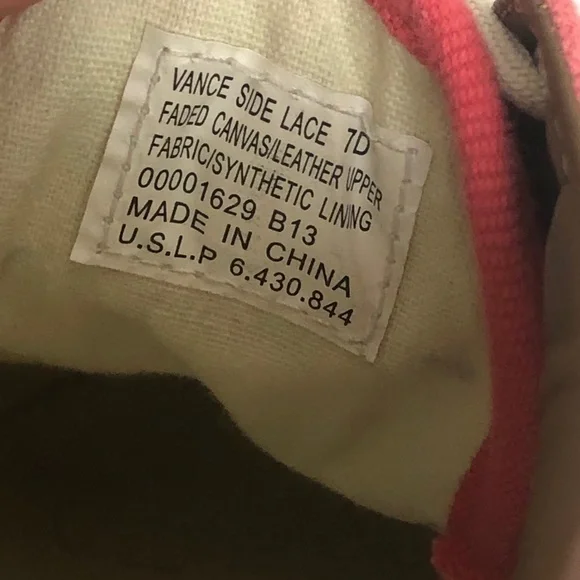 VANCE SIDE LACE 7D
FADED CANVAS/LEATHER UPPER
FABRIC/SYNTHETIC LINING
00001629 B13
MADE IN CHINA
U.S.L.P 6.430.844